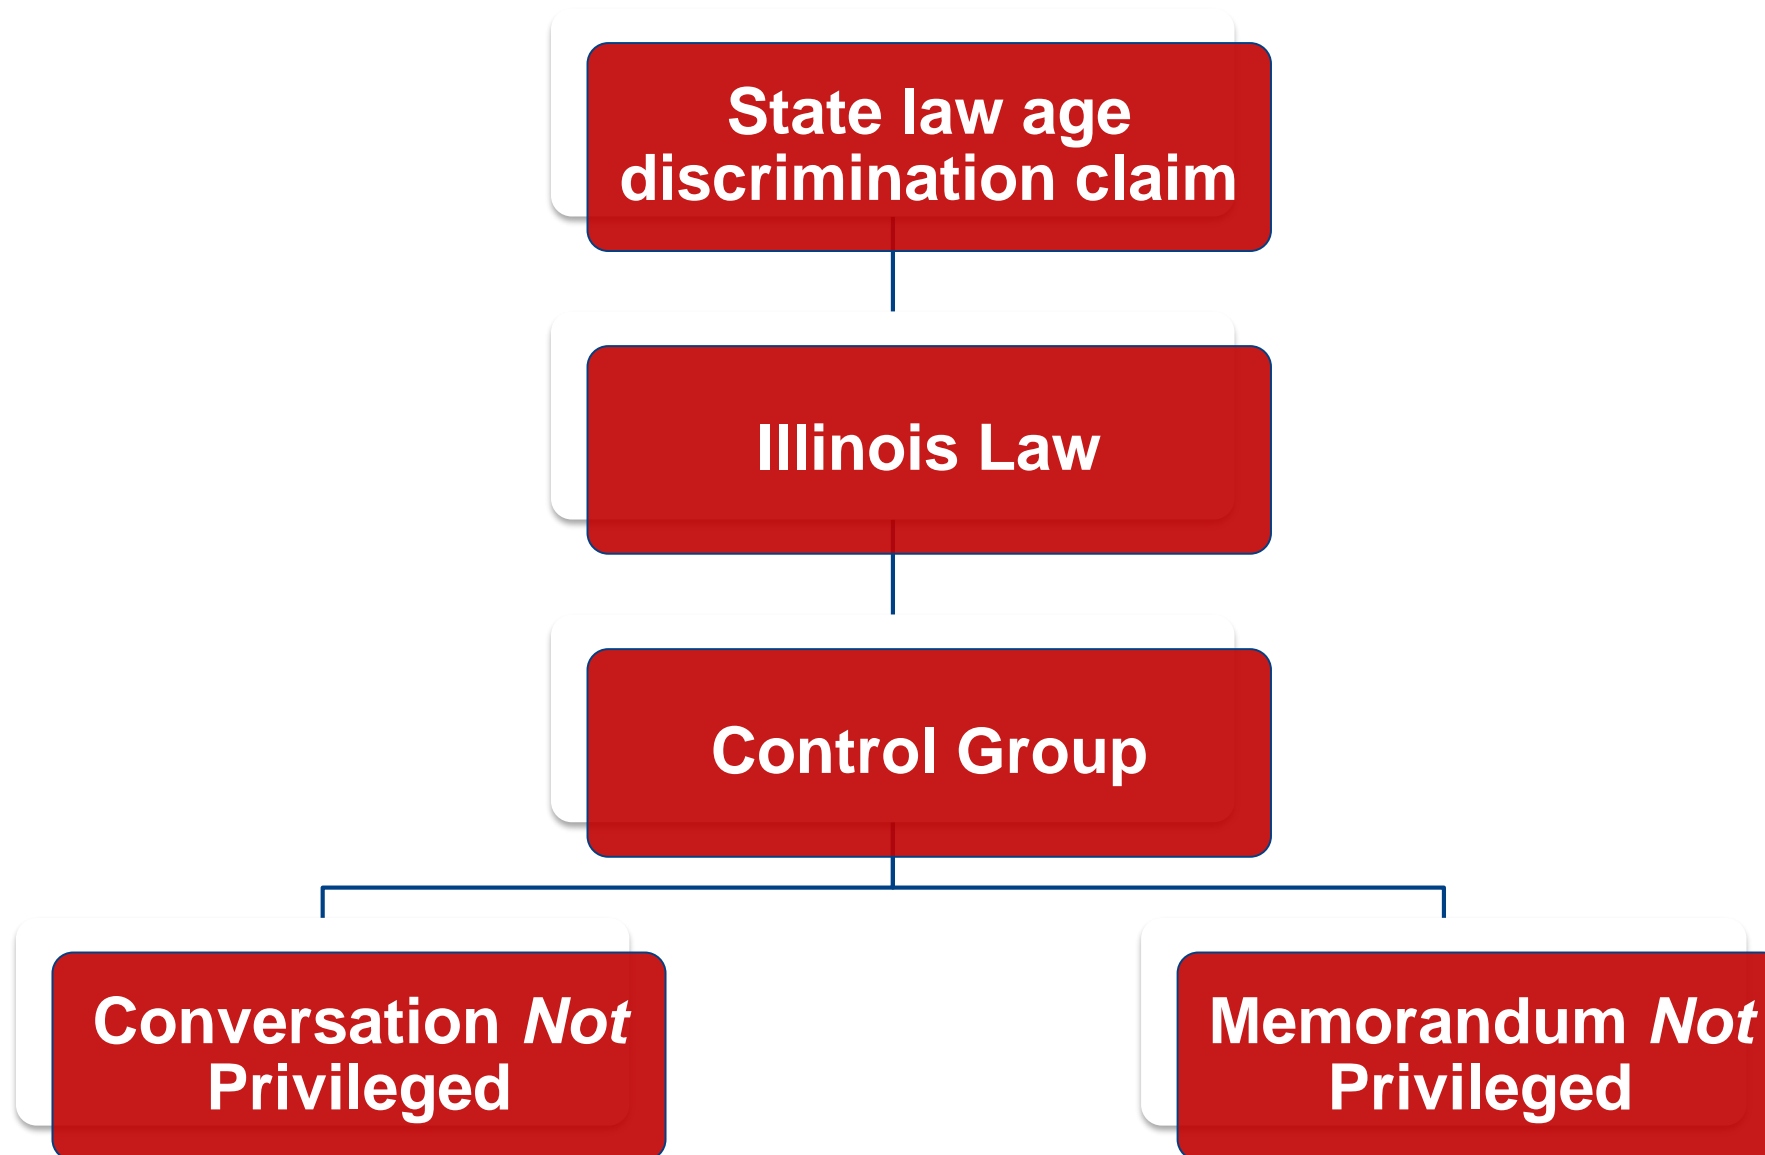 State law age
discrimination claim
Illinois Law
Control Group
Conversation Not
Privileged
Memorandum Not
Privileged